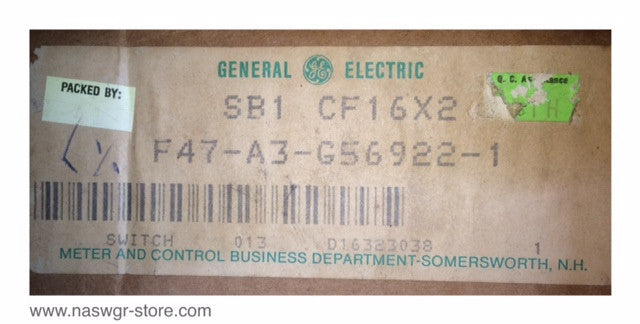 GENERAL GE ELECTRIC
PACKED BY:
Q. C. A
SB1 CF16X2
F47-A3-G56922-1
SWITCH 013 D16323038 1
METER AND CONTROL BUSINESS DEPARTMENT-SOMERSWORTH, N.H.
www.naswgr-store.com